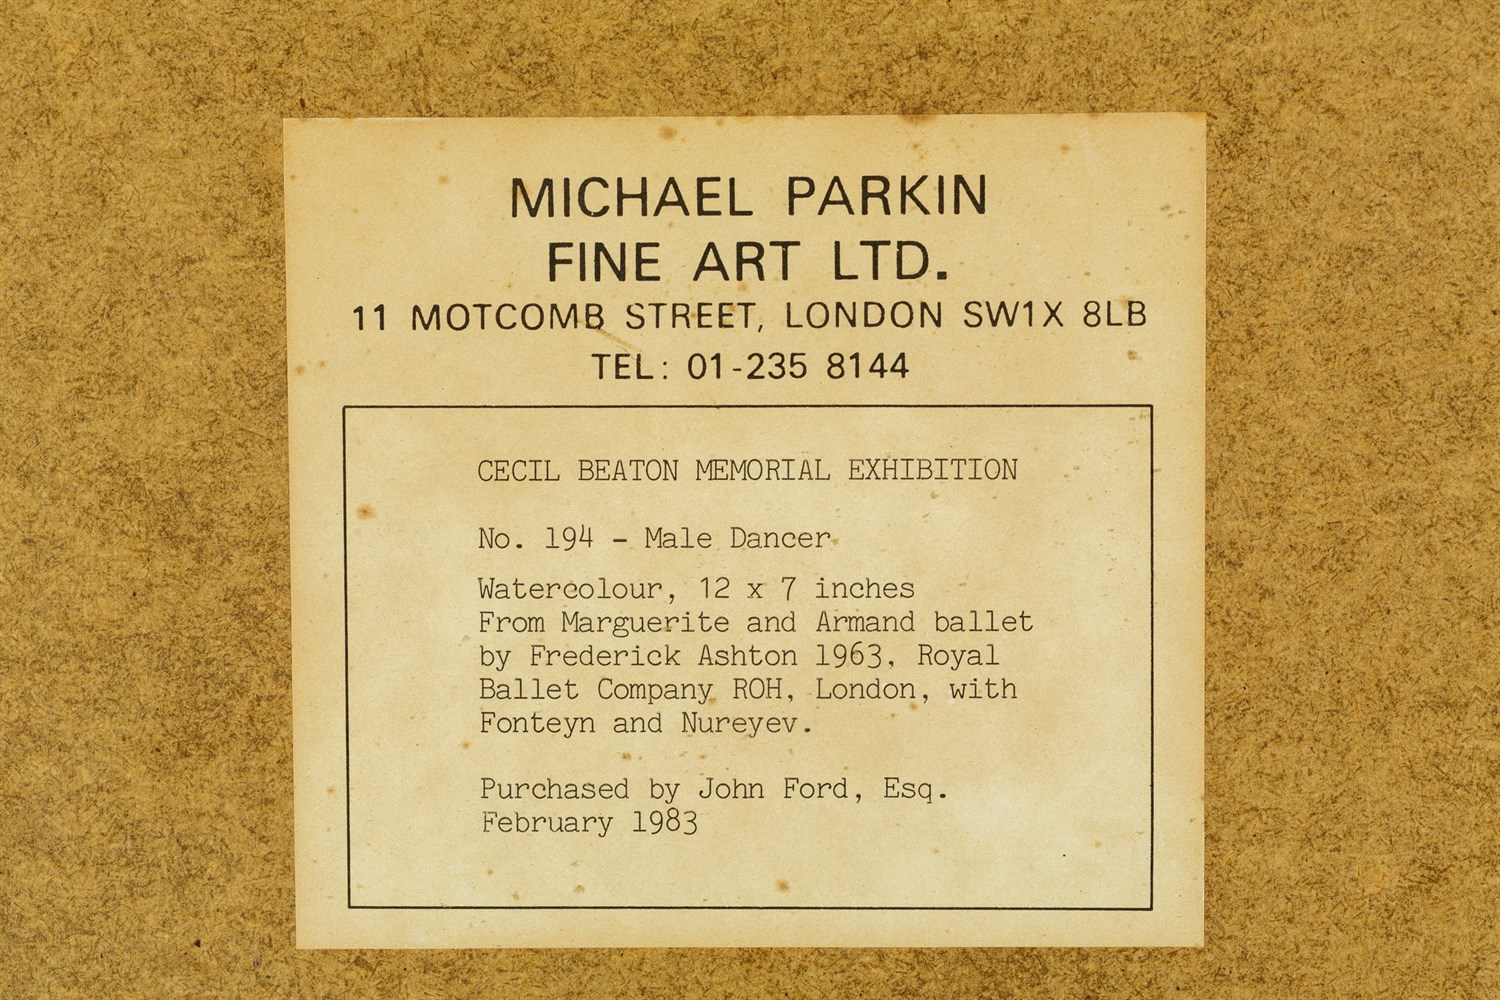 MICHAEL PARKIN
FINE ART LTD.
11 MOTCOMB STREET, LONDON SW1X 8LB
TEL: 01-235 8144
CECIL BEATON MEMORIAL EXHIBITION
No. 194 - Male Dancer
Watercolour, 12 x 7 inches
From Marguerite and Armand ballet
by Frederick Ashton 1963, Royal
Ballet Company ROH, London, with
Fonteyn and Nureyev.
Purchased by John Ford, Esq.
February 1983